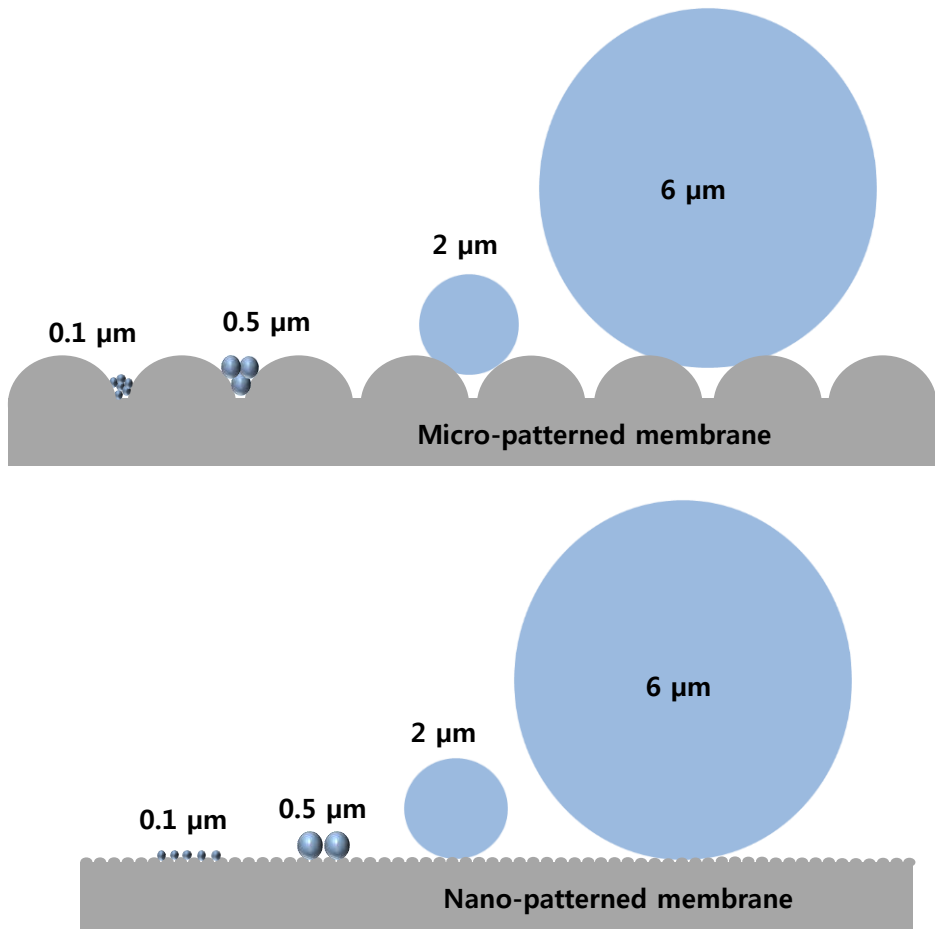 6 µm
2 µm
0.5 µm
0.1 µm
Micro-patterned membrane
6 µm
2 µm
0.5 µm
0.1 µm
Nano-patterned membrane